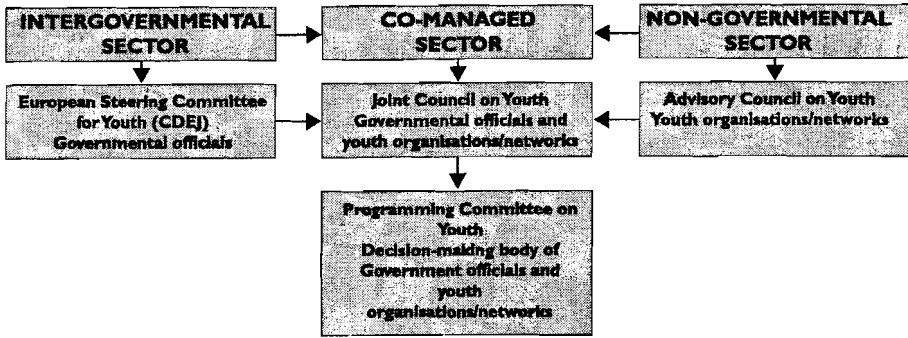 INTERGOVERNMENTAL
SECTOR
CO-MANAGED
SECTOR
NON-GOVERNMENTAL
SECTOR
European Steering Committee
for Youth (CDEJ)
Governmental officials
Joint Council on Youth
Governmental officials and
youth organisations/networks
Advisory Council on Youth
Youth organisations/networks
Programming Committee on
Youth
Decision-making body of
Government officials and
youth
organisations/networks